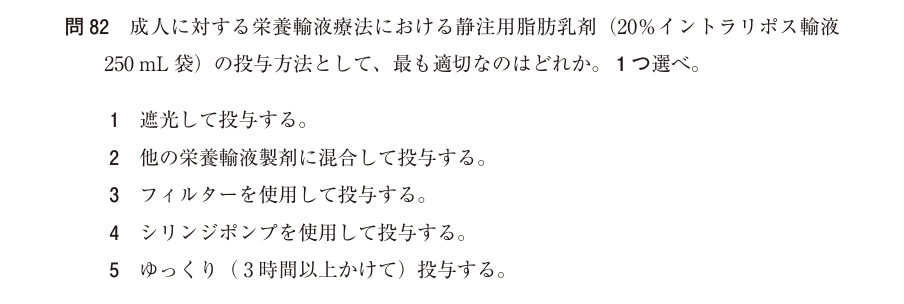 問82　成人に対する栄養輸液療法における静注用脂肪乳剤（20％イントラリポス輸液
250 mL 袋）の投与方法として、最も適切なのはどれか。1つ選べ。
1　遮光して投与する。
2　他の栄養輸液製剤に混合して投与する。
3　フィルターを使用して投与する。
4　シリンジポンプを使用して投与する。
5　ゆっくり（3時間以上かけて）投与する。